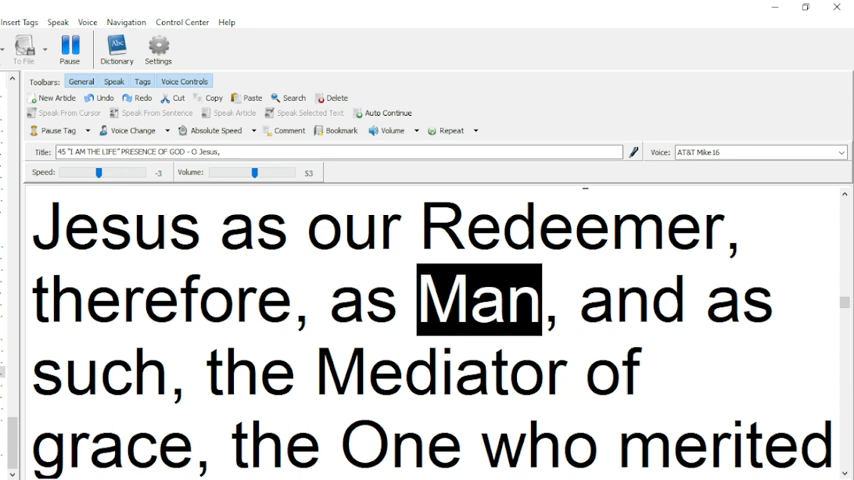 Insert Tags Speak Voice Navigation Control Center Help
To File Pause Abc Dictionary Settings
Toolbars: General Speak Tags Voice Controls
New Article Undo Redo Cut Copy Paste Search Delete
Speak From Cursor Speak From Sentence Speak Article Speak Selected Text Auto Continue
Pause Tag Voice Change Absolute Speed Comment Bookmark Volume Repeat
Title: 45 "I AM THE LIFE" PRESENCE OF GOD - O Jesus, Voice: AT&T Mike16
Speed: -3 Volume: 53
Jesus as our Redeemer,
therefore, as Man, and as
such, the Mediator of
grace, the One who merited